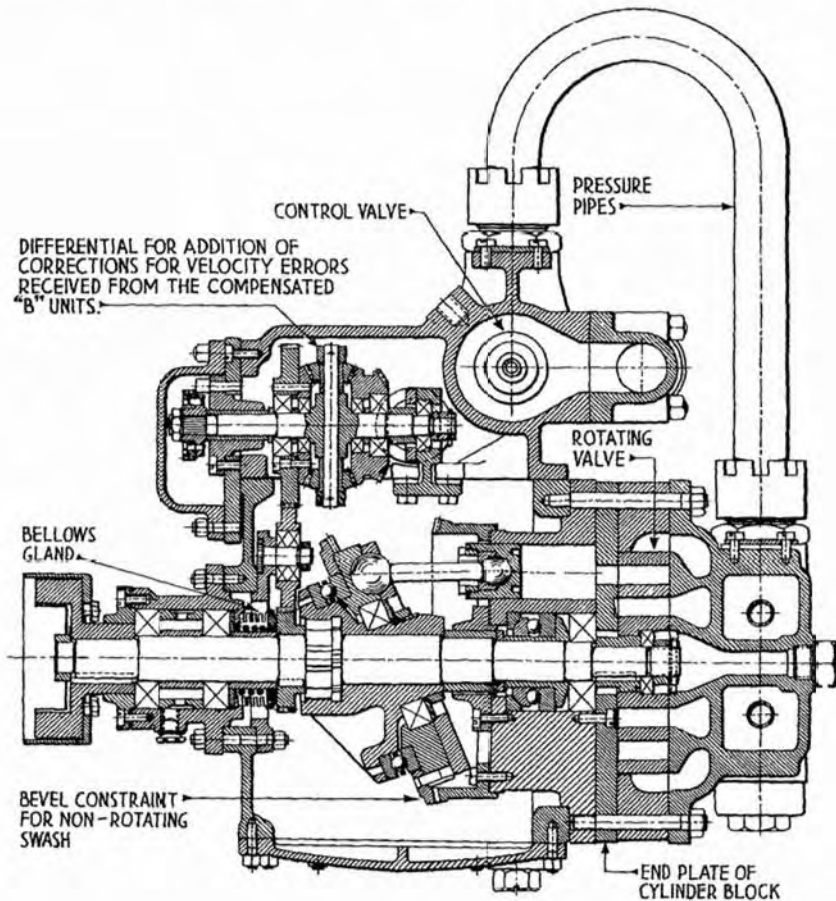 PRESSURE
PIPES
CONTROL VALVE
DIFFERENTIAL FOR ADDITION OF
CORRECTIONS FOR VELOCITY ERRORS
RECEIVED FROM THE COMPENSATED
"B" UNITS.
ROTATING
VALVE
BELLOWS
GLAND
BEVEL CONSTRAINT
FOR NON-ROTATING
SWASH
END PLATE OF
CYLINDER BLOCK